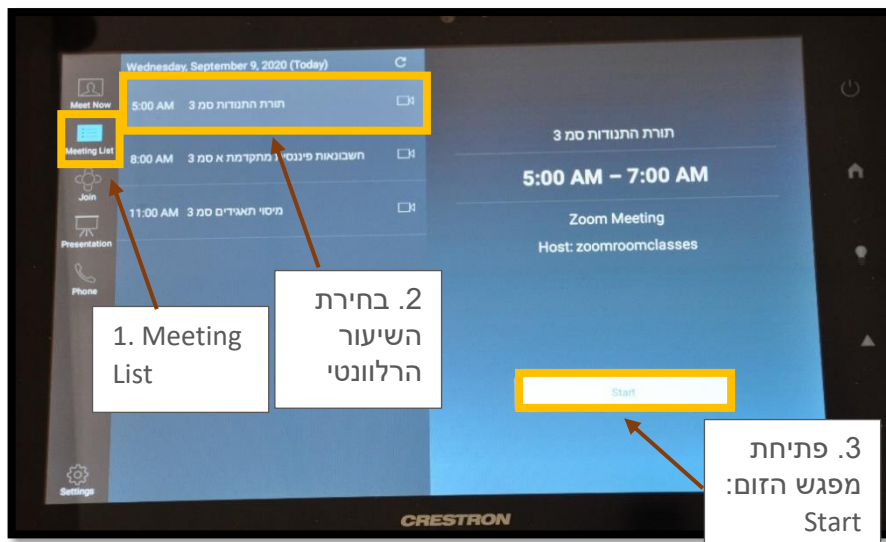 Wednesday, September 9, 2020 (Today)
Meet Now
5:00 AM תורת התנודות סמ 3
Meeting List
8:00 AM חשבונאות פיננסית מתקדמת א סמ 3
Join
11:00 AM מיסוי תאגידים סמ 3
Presentation
Phone
Settings
תורת התנודות סמ 3
5:00 AM – 7:00 AM
Zoom Meeting
Host: zoomroomclasses
Start
1. Meeting
List
2. בחירת
השיעור
הרלוונטי
3. פתיחת
מפגש הזום:
Start
CRESTRON